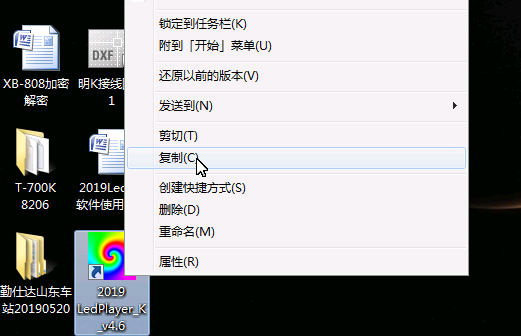 锁定到任务栏(K)
附到「开始」菜单(U)
还原以前的版本(V)
发送到(N)
剪切(T)
复制(C)
创建快捷方式(S)
删除(D)
重命名(M)
属性(R)
XB-808加密
解密
DXF
明K接线
1
T-700K
8206
2019Led
软件使用
勤仕达山东车
站20190520
2019
LedPlayer_K
_v4.6